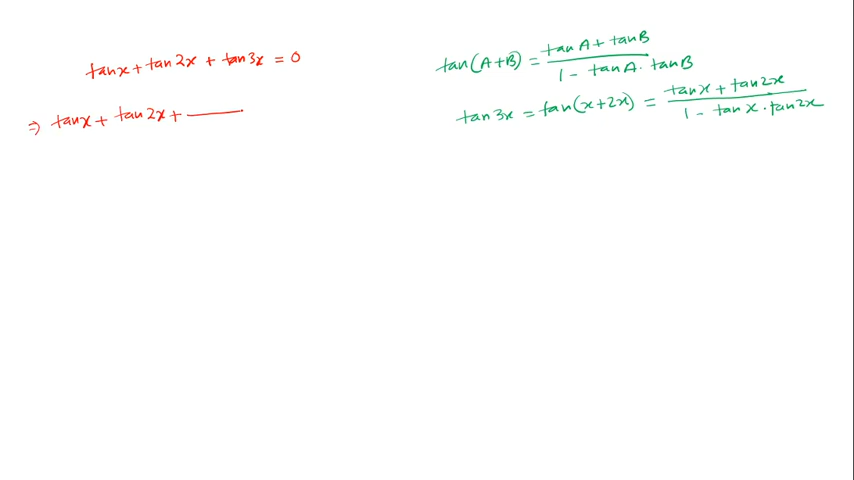 tanx + tan2x + tan3x = 0
⇒ tanx + tan2x + ———
tan(A+B) = (tanA + tanB) / (1 - tanA . tanB)
tan3x = tan(x+2x) = (tanx + tan2x) / (1 - tanx . tan2x)